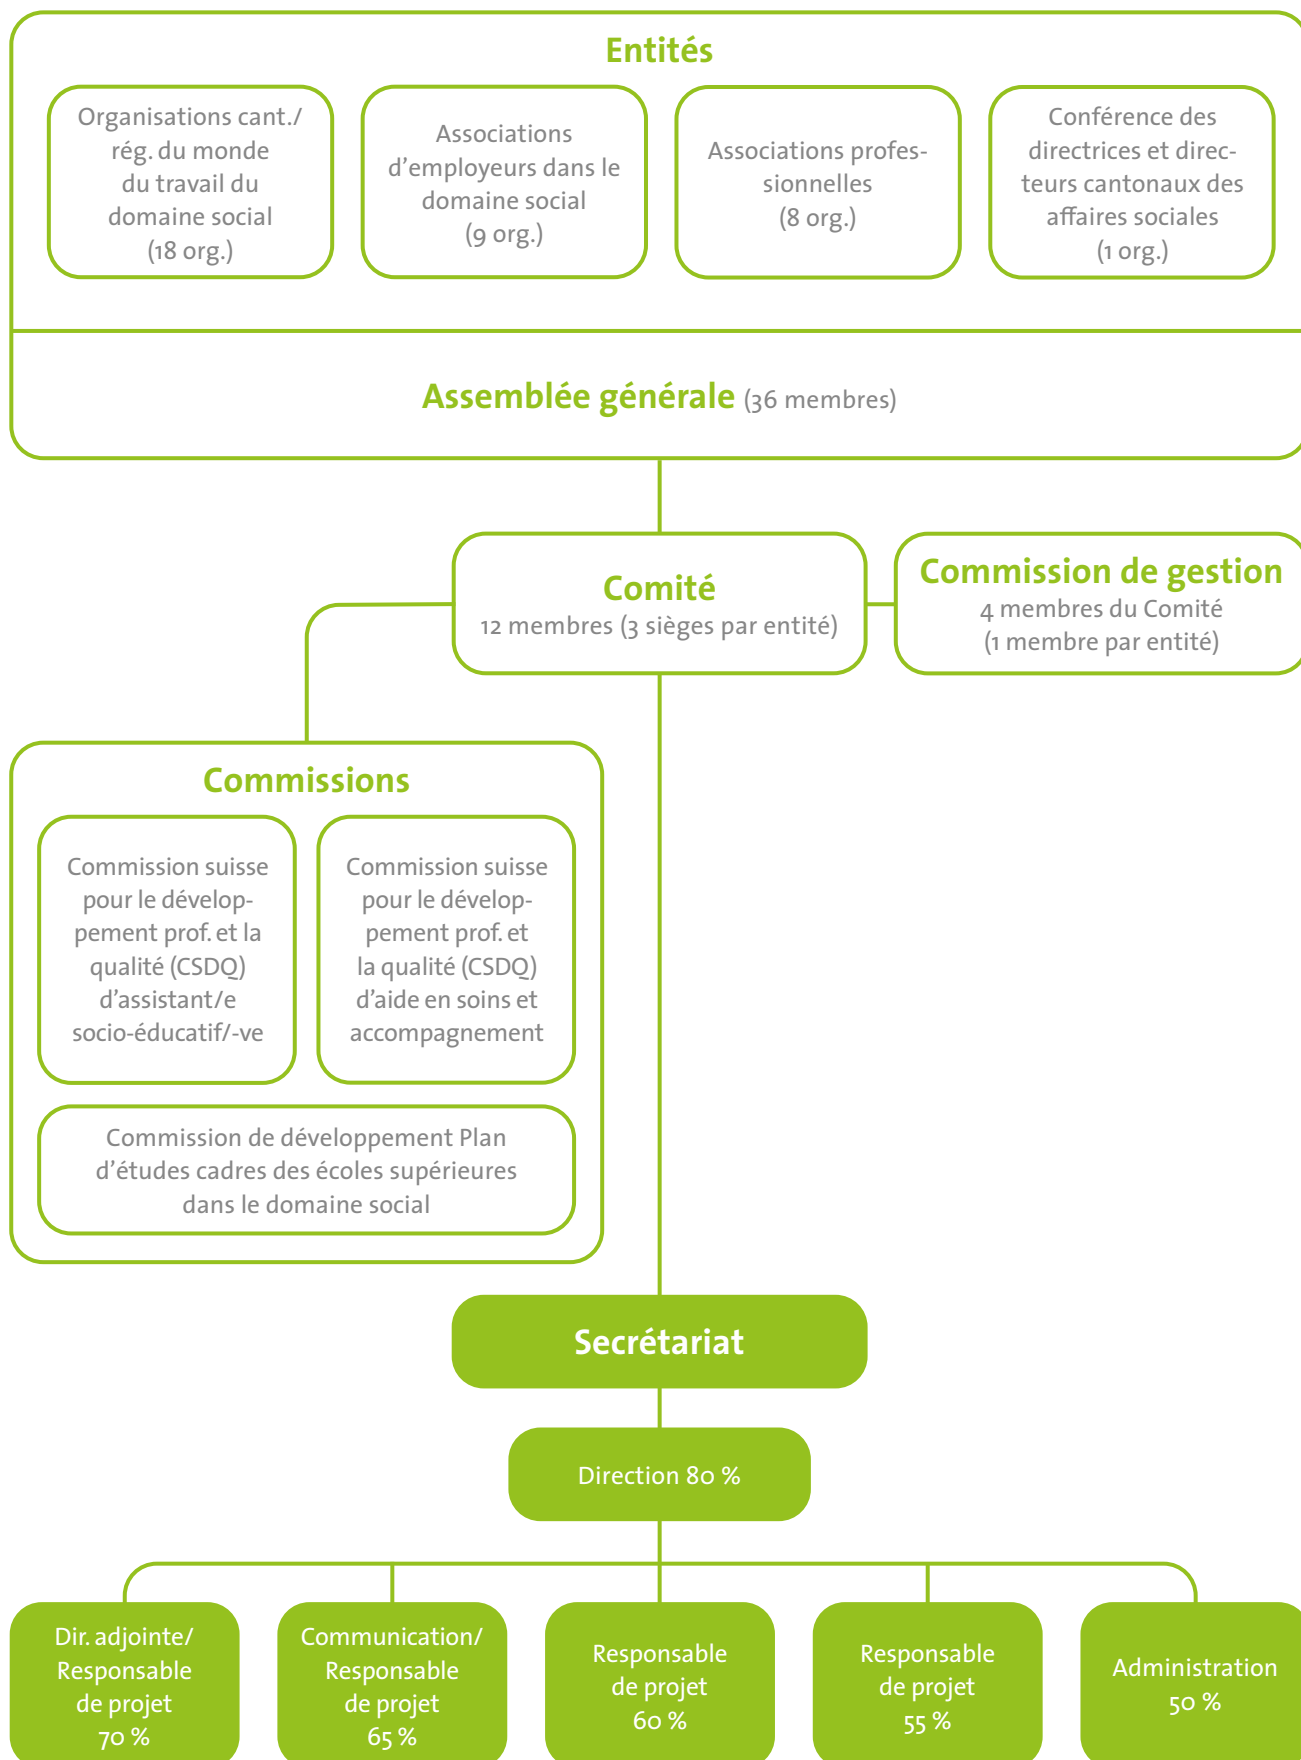 Entités
Organisations cant./
rég. du monde
du travail du
domaine social
(18 org.)
Associations
d’employeurs dans le
domaine social
(9 org.)
Associations profes-
sionnelles
(8 org.)
Conférence des
directrices et direc-
teurs cantonaux des
affaires sociales
(1 org.)
Assemblée générale (36 membres)
Comité
12 membres (3 sièges par entité)
Commission de gestion
4 membres du Comité
(1 membre par entité)
Commissions
Commission suisse
pour le dévelop-
pement prof. et la
qualité (CSDQ)
d’assistant/e
socio-éducatif/-ve
Commission suisse
pour le dévelop-
pement prof. et
la qualité (CSDQ)
d’aide en soins et
accompagnement
Commission de développement Plan
d’études cadres des écoles supérieures
dans le domaine social
Secrétariat
Direction 80 %
Dir. adjointe/
Responsable
de projet
70 %
Communication/
Responsable
de projet
65 %
Responsable
de projet
60 %
Responsable
de projet
55 %
Administration
50 %